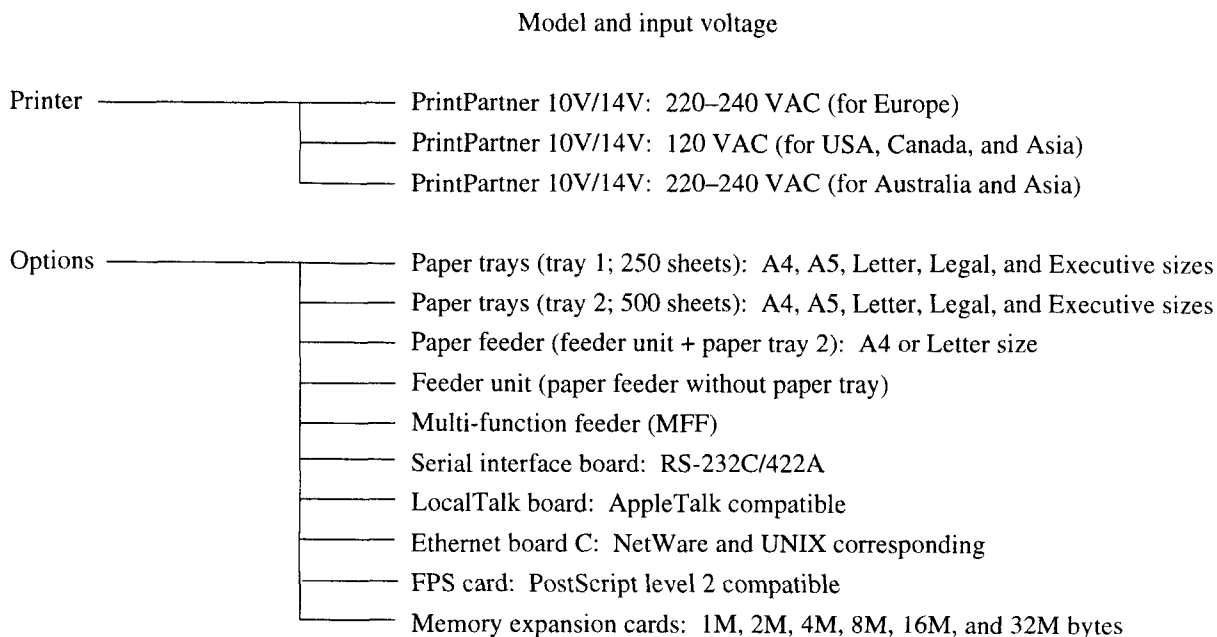 Model and input voltage
Printer PrintPartner 10V/14V: 220–240 VAC (for Europe)
PrintPartner 10V/14V: 120 VAC (for USA, Canada, and Asia)
PrintPartner 10V/14V: 220–240 VAC (for Australia and Asia)
Options Paper trays (tray 1; 250 sheets): A4, A5, Letter, Legal, and Executive sizes
Paper trays (tray 2; 500 sheets): A4, A5, Letter, Legal, and Executive sizes
Paper feeder (feeder unit + paper tray 2): A4 or Letter size
Feeder unit (paper feeder without paper tray)
Multi-function feeder (MFF)
Serial interface board: RS-232C/422A
LocalTalk board: AppleTalk compatible
Ethernet board C: NetWare and UNIX corresponding
FPS card: PostScript level 2 compatible
Memory expansion cards: 1M, 2M, 4M, 8M, 16M, and 32M bytes